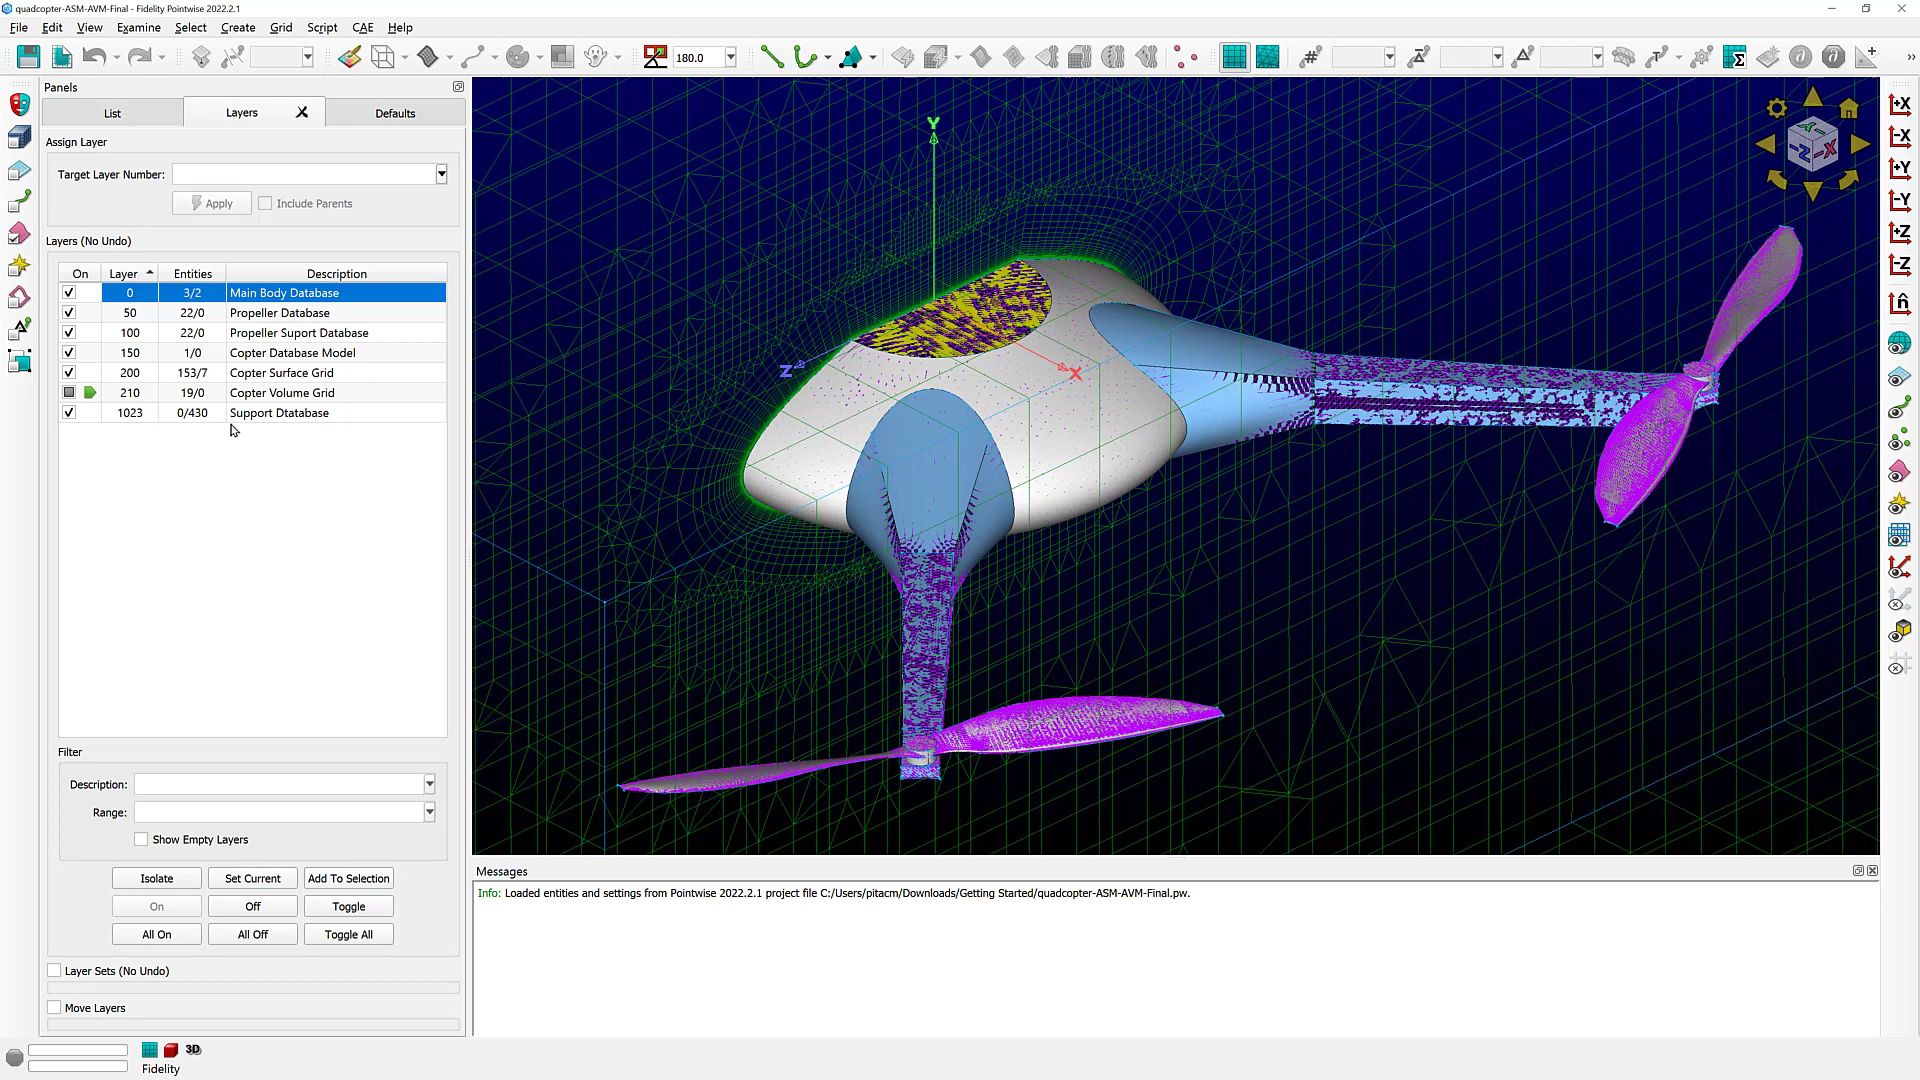 quadcopter-ASM-AVM-Final - Fidelity Pointwise 2022.2.1
File Edit View Examine Select Create Grid Script CAE Help
180.0
Panels
List Layers Defaults
Assign Layer
Target Layer Number:
Apply Include Parents
Layers (No Undo)
On Layer Entities Description
0 3/2 Main Body Database
50 22/0 Propeller Database
100 22/0 Propeller Suport Database
150 1/0 Copter Database Model
200 153/7 Copter Surface Grid
210 19/0 Copter Volume Grid
1023 0/430 Support Dtatabase
Filter
Description:
Range:
Show Empty Layers
Isolate Set Current Add To Selection
On Off Toggle
All On All Off Toggle All
Layer Sets (No Undo)
Move Layers
3D
Fidelity
Y
Z
X
Y-
-Z -X
+X
-X
+Y
-Y
+Z
-Z
n̂
Messages
Info: Loaded entities and settings from Pointwise 2022.2.1 project file C:/Users/pitacm/Downloads/Getting Started/quadcopter-ASM-AVM-Final.pw.